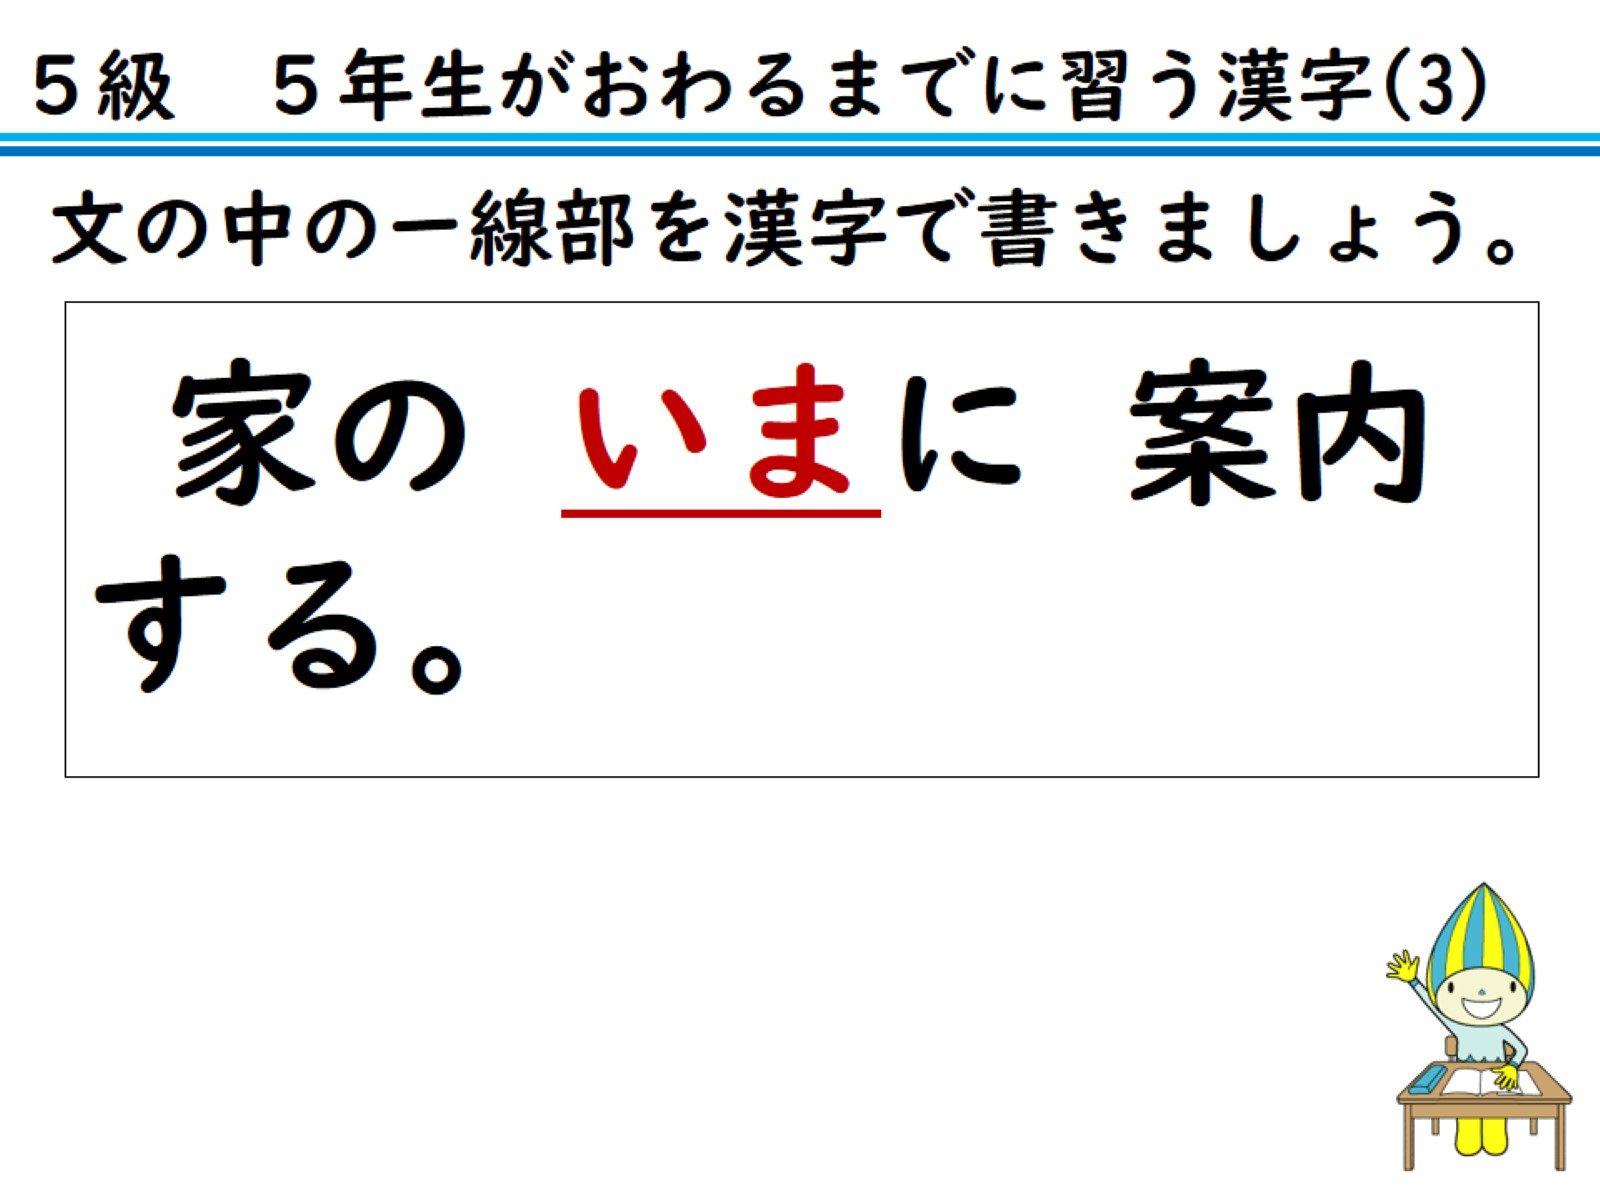 ５級　５年生がおわるまでに習う漢字(3)
文の中の－線部を漢字で書きましょう。
家の いまに 案内
する。